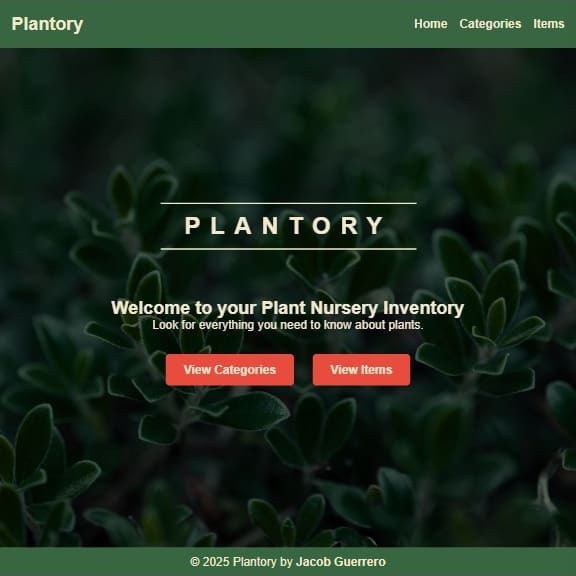 Plantory
Home Categories Items
PLANTORY
Welcome to your Plant Nursery Inventory
Look for everything you need to know about plants.
View Categories View Items
© 2025 Plantory by Jacob Guerrero